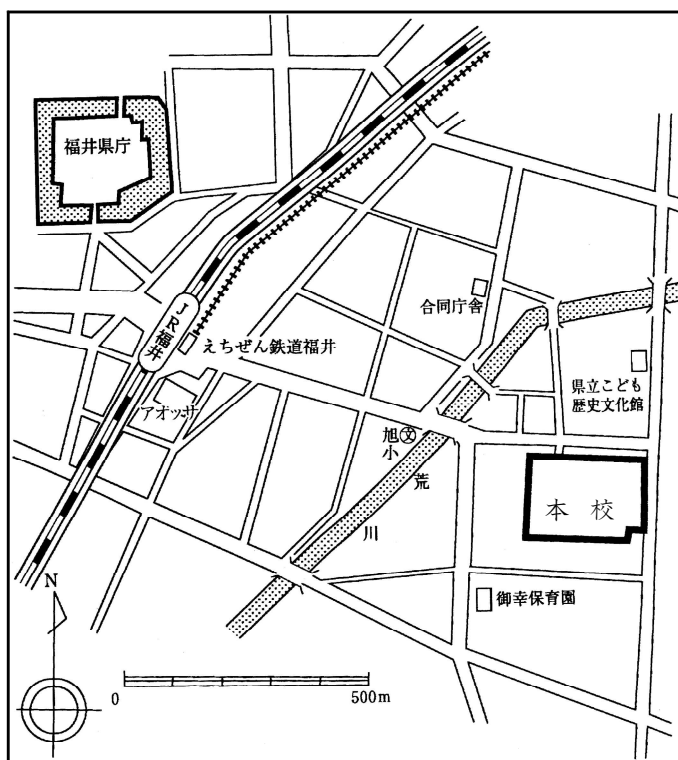 福井県庁
JR福井
えちぜん鉄道福井
合同庁舎
県立こども
歴史文化館
アオッサ
旭小
文
荒川
本校
御幸保育園
N
0
500m